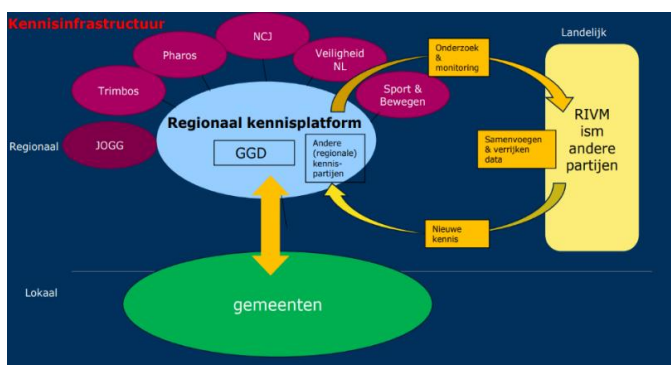 Kennisinfrastructuur
Landelijk
NCJ
Pharos
Veiligheid
NL
Onderzoek
&
monitoring
Trimbos
Sport &
Bewegen
Regionaal kennisplatform
RIVM
ism
andere
partijen
Regionaal
JOGG
GGD
Andere
(regionale)
kennis-
partijen
Samenvoegen
& verrijken
data
Nieuwe
kennis
Lokaal
gemeenten